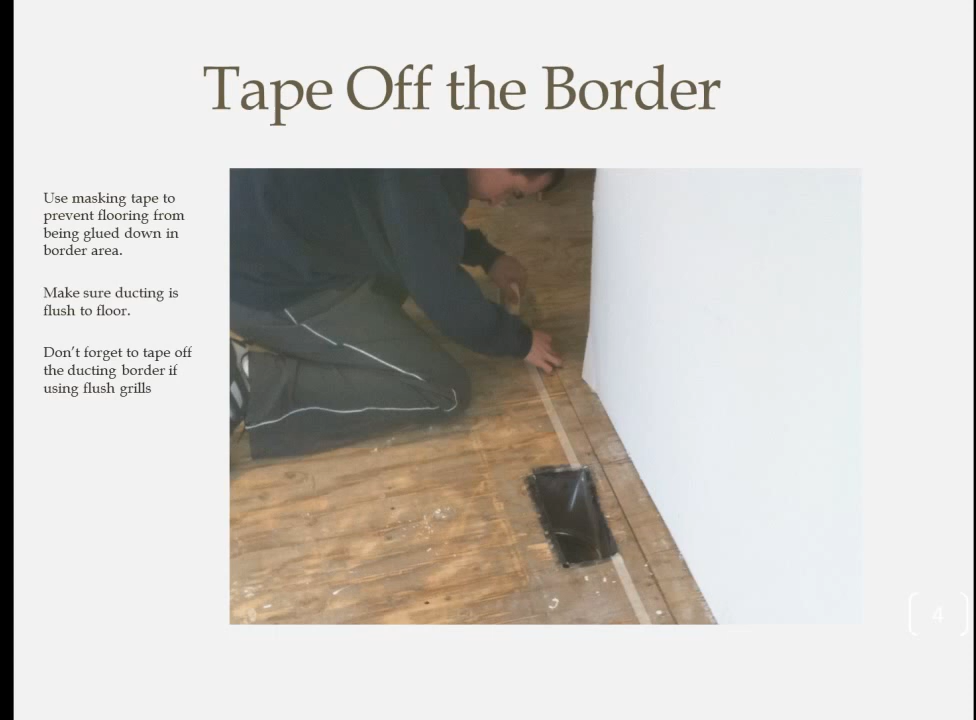 Tape Off the Border
Use masking tape to
prevent flooring from
being glued down in
border area.
Make sure ducting is
flush to floor.
Don’t forget to tape off
the ducting border if
using flush grills
4